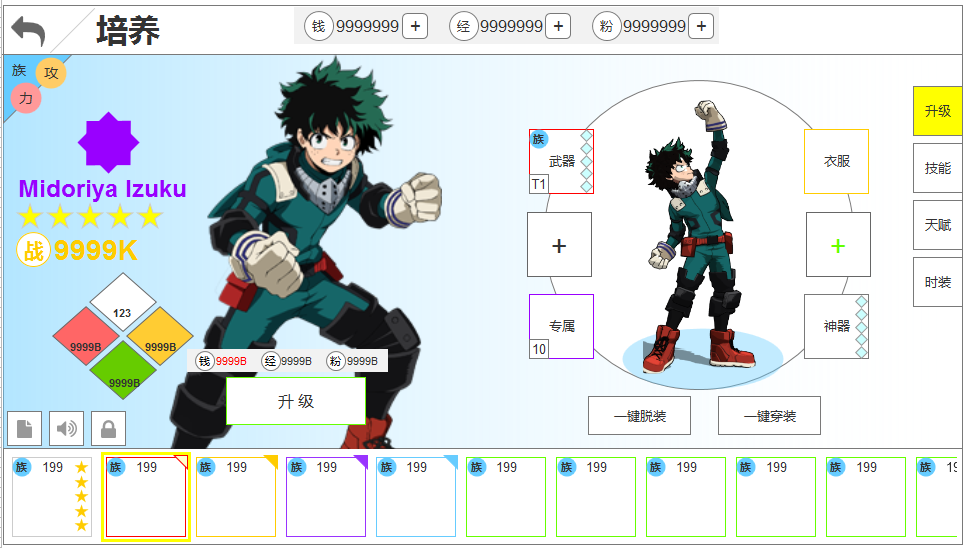 培养
钱 9999999 +
经 9999999 +
粉 9999999 +
族 攻
力
Midoriya Izuku
战 9999K
123
9999B 9999B
9999B
钱 9999B 经 9999B 粉 9999B
升 级
族
武器
T1
衣服
+
+
专属
10
神器
一键脱装 一键穿装
升级
技能
天赋
时装
族 199
族 199
族 199
族 199
族 199
族 199
族 199
族 199
族 199
族 199
族 19